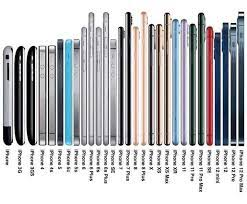 iPhone
iPhone 3G
iPhone 3GS
iPhone 4
iPhone 4s
iPhone 5
iPhone 5c
iPhone 5s
iPhone 6
iPhone 6 Plus
iPhone 6s
iPhone 6s Plus
iPhone SE
iPhone 7
iPhone 7 Plus
iPhone 8
iPhone 8 Plus
iPhone X
iPhone XS
iPhone XS Max
iPhone XR
iPhone 11
iPhone 11 Pro
iPhone 11 Pro Max
iPhone SE
iPhone 12 mini
iPhone 12
iPhone 12 Pro
iPhone 12 Pro Max